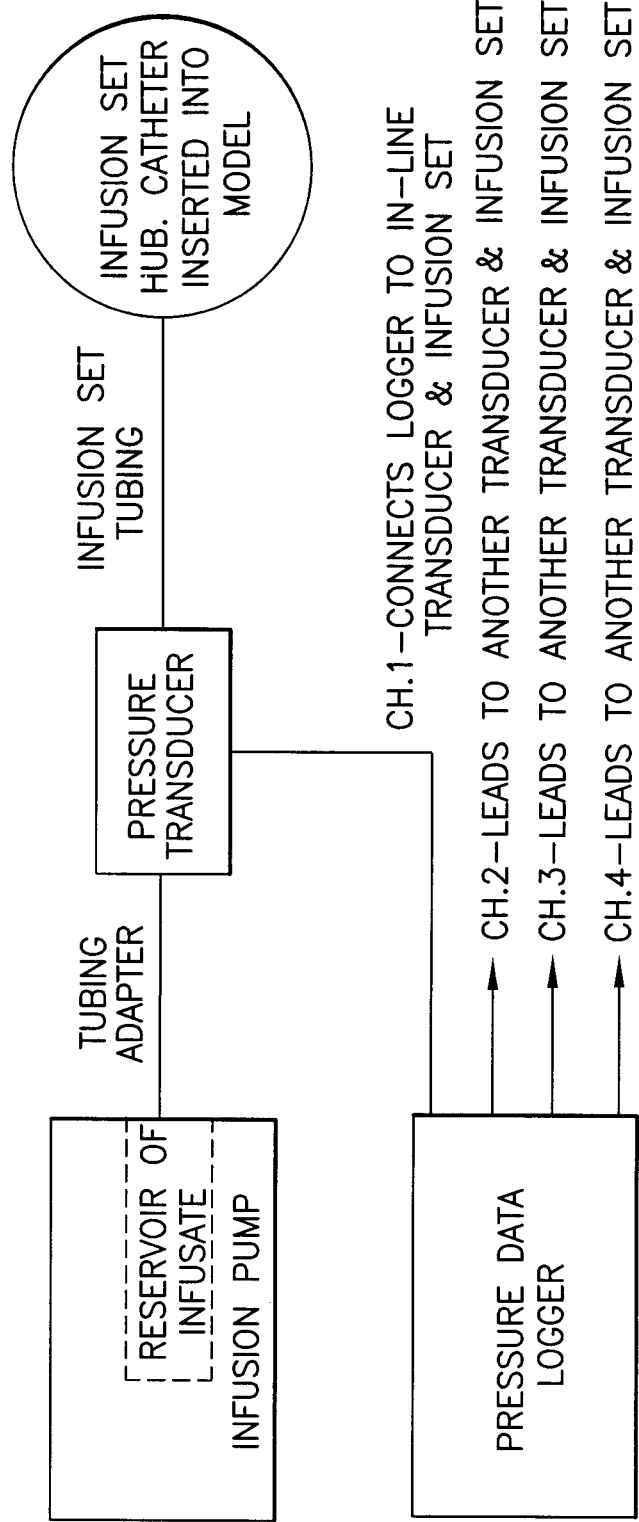 RESERVOIR OF
INFUSATE
INFUSION PUMP
TUBING
ADAPTER
PRESSURE
TRANSDUCER
INFUSION SET
TUBING
INFUSION SET
HUB. CATHETER
INSERTED INTO
MODEL
PRESSURE DATA
LOGGER
CH.1-CONNECTS LOGGER TO IN-LINE
TRANSDUCER & INFUSION SET
CH.2-LEADS TO ANOTHER TRANSDUCER & INFUSION SET
CH.3-LEADS TO ANOTHER TRANSDUCER & INFUSION SET
CH.4-LEADS TO ANOTHER TRANSDUCER & INFUSION SET